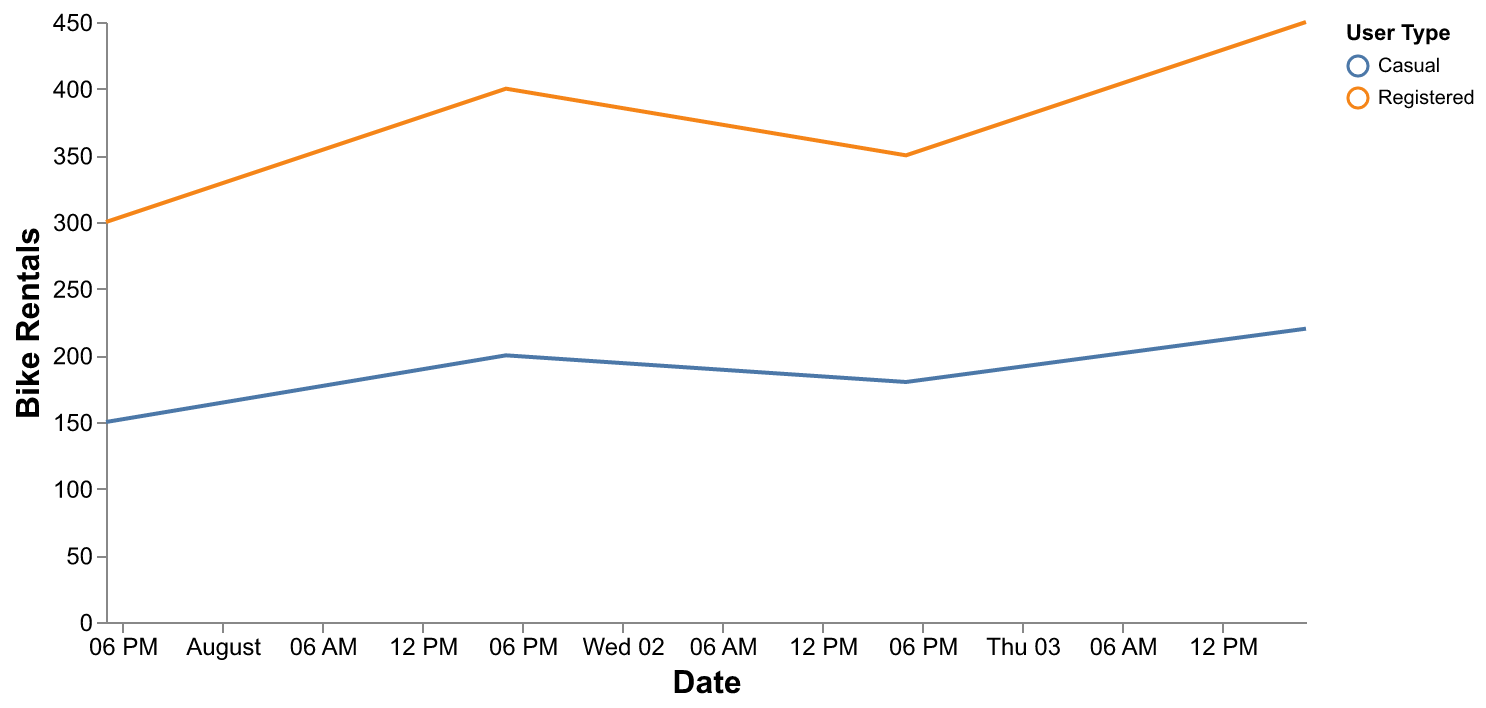 450
400
350
300
250
200
150
100
50
0
Bike Rentals
06 PM August 06 AM 12 PM 06 PM Wed 02 06 AM 12 PM 06 PM Thu 03 06 AM 12 PM
Date
User Type
Casual
Registered